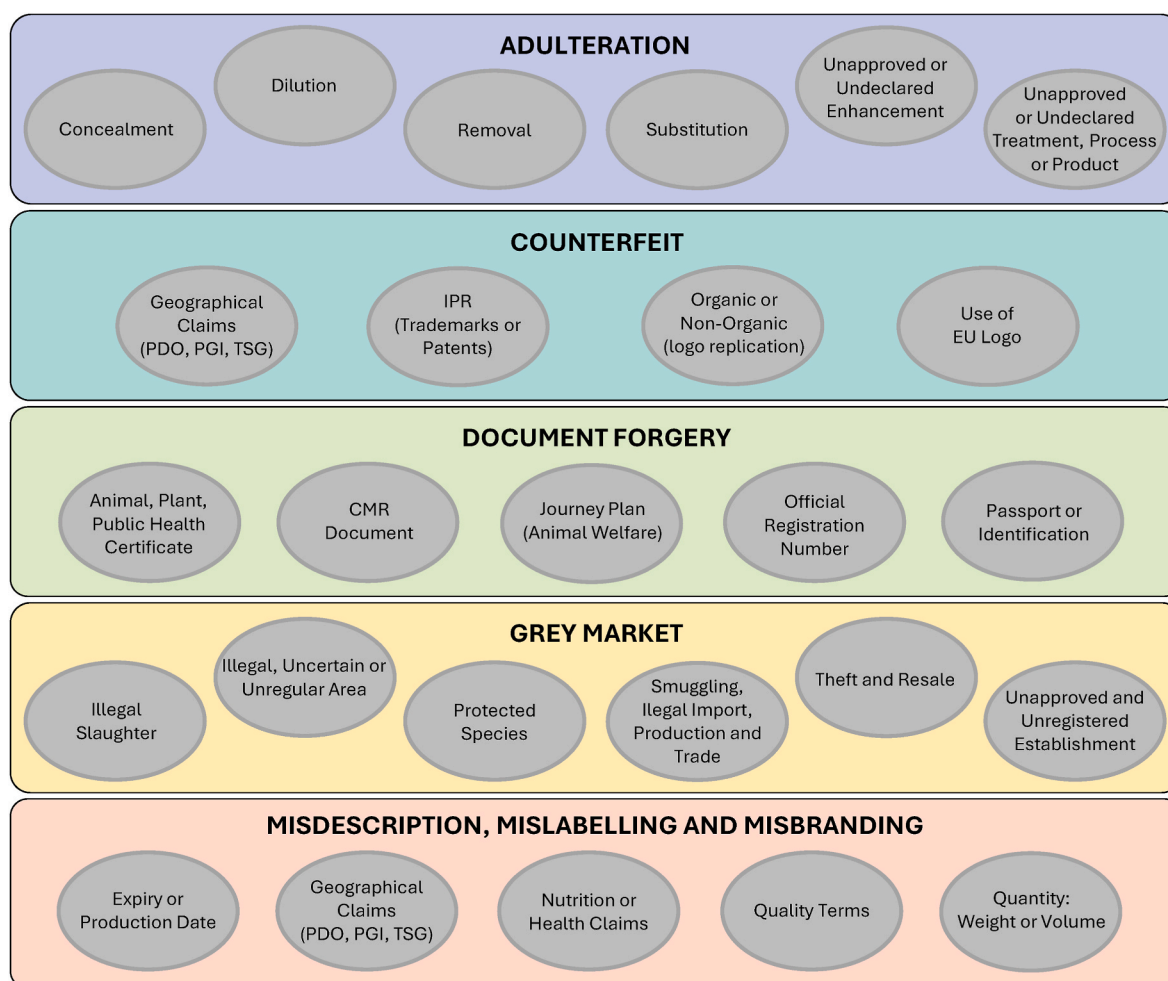 ADULTERATION
Concealment
Dilution
Removal
Substitution
Unapproved or
Undeclared
Enhancement
Unapproved
or Undeclared
Treatment, Process
or Product
COUNTERFEIT
Geographical
Claims
(PDO, PGI, TSG)
IPR
(Trademarks or
Patents)
Organic or
Non-Organic
(logo replication)
Use of
EU Logo
DOCUMENT FORGERY
Animal, Plant,
Public Health
Certificate
CMR
Document
Journey Plan
(Animal Welfare)
Official
Registration
Number
Passport or
Identification
GREY MARKET
Illegal
Slaughter
Illegal, Uncertain or
Unregular Area
Protected
Species
Smuggling,
Ilegal Import,
Production and
Trade
Theft and Resale
Unapproved and
Unregistered
Establishment
MISDESCRIPTION, MISLABELLING AND MISBRANDING
Expiry or
Production Date
Geographical
Claims
(PDO, PGI, TSG)
Nutrition or
Health Claims
Quality Terms
Quantity:
Weight or Volume